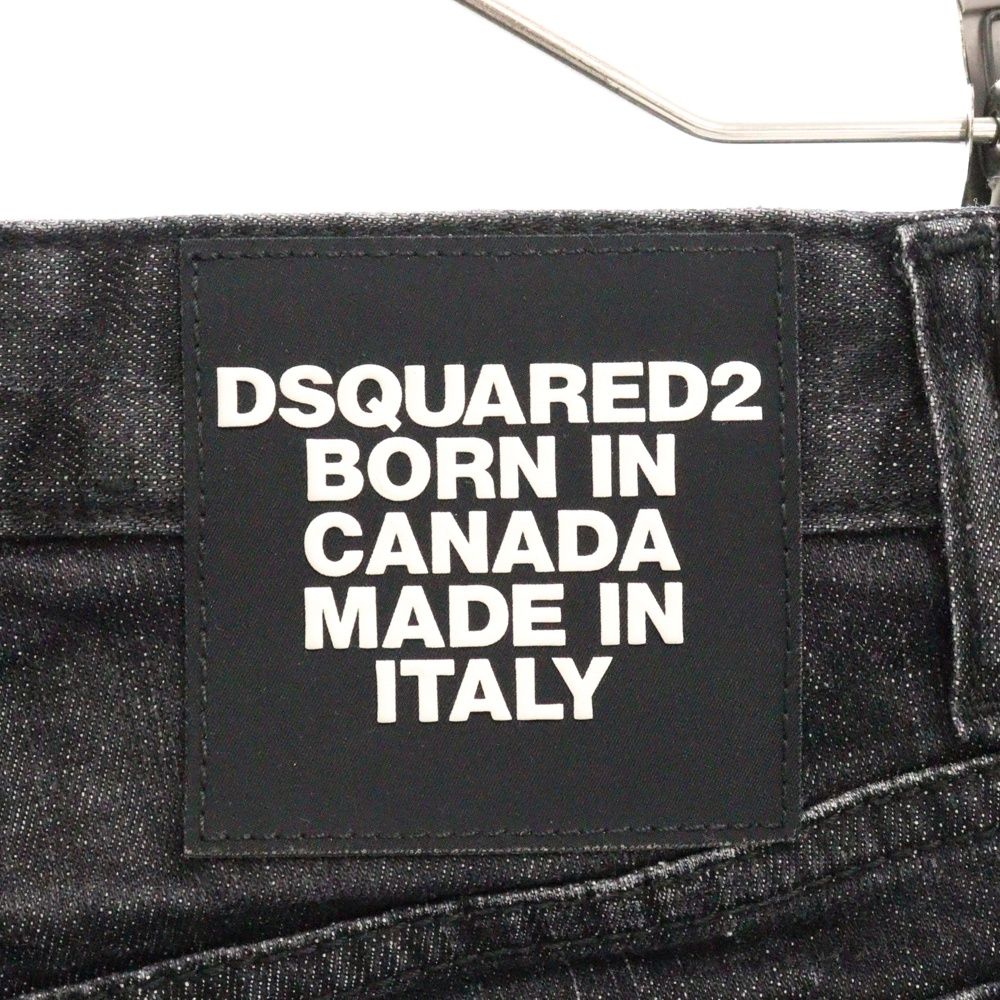 DSQUARED2
BORN IN
CANADA
MADE IN
ITALY